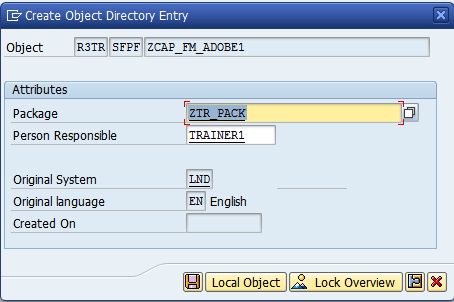 Create Object Directory Entry
Object R3TR SFPF ZCAP_FM_ADOBE1
Attributes
Package ZTR_PACK
Person Responsible TRAINER1
Original System LND
Original language EN English
Created On
Local Object Lock Overview